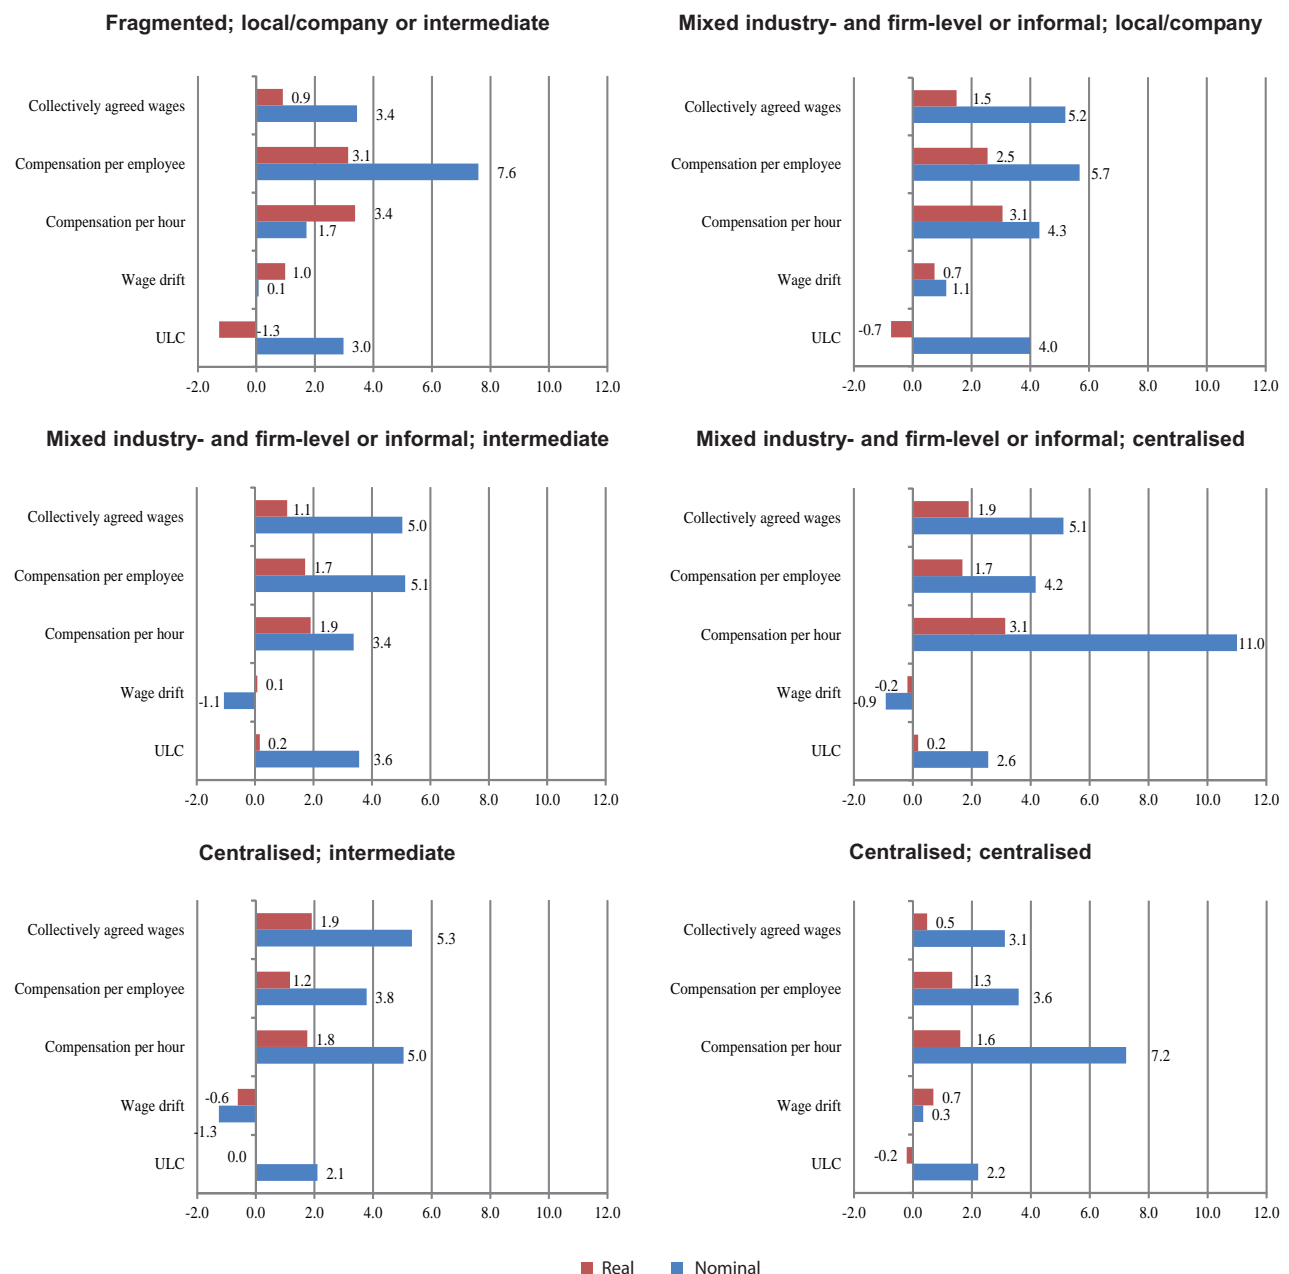 Fragmented; local/company or intermediate
Collectively agreed wages 0.9 3.4
Compensation per employee 3.1 7.6
Compensation per hour 3.4 1.7
Wage drift 1.0 0.1
ULC -1.3 3.0
-2.0 0.0 2.0 4.0 6.0 8.0 10.0 12.0
Mixed industry- and firm-level or informal; local/company
Collectively agreed wages 1.5 5.2
Compensation per employee 2.5 5.7
Compensation per hour 3.1 4.3
Wage drift 0.7 1.1
ULC -0.7 4.0
-2.0 0.0 2.0 4.0 6.0 8.0 10.0 12.0
Mixed industry- and firm-level or informal; intermediate
Collectively agreed wages 1.1 5.0
Compensation per employee 1.7 5.1
Compensation per hour 1.9 3.4
Wage drift 0.1 -1.1
ULC 0.2 3.6
-2.0 0.0 2.0 4.0 6.0 8.0 10.0 12.0
Mixed industry- and firm-level or informal; centralised
Collectively agreed wages 1.9 5.1
Compensation per employee 1.7 4.2
Compensation per hour 3.1 11.0
Wage drift -0.2 -0.9
ULC 0.2 2.6
-2.0 0.0 2.0 4.0 6.0 8.0 10.0 12.0
Centralised; intermediate
Collectively agreed wages 1.9 5.3
Compensation per employee 1.2 3.8
Compensation per hour 1.8 5.0
Wage drift -0.6 -1.3
ULC 0.0 2.1
-2.0 0.0 2.0 4.0 6.0 8.0 10.0 12.0
Centralised; centralised
Collectively agreed wages 0.5 3.1
Compensation per employee 1.3 3.6
Compensation per hour 1.6 7.2
Wage drift 0.7 0.3
ULC -0.2 2.2
-2.0 0.0 2.0 4.0 6.0 8.0 10.0 12.0
Real Nominal